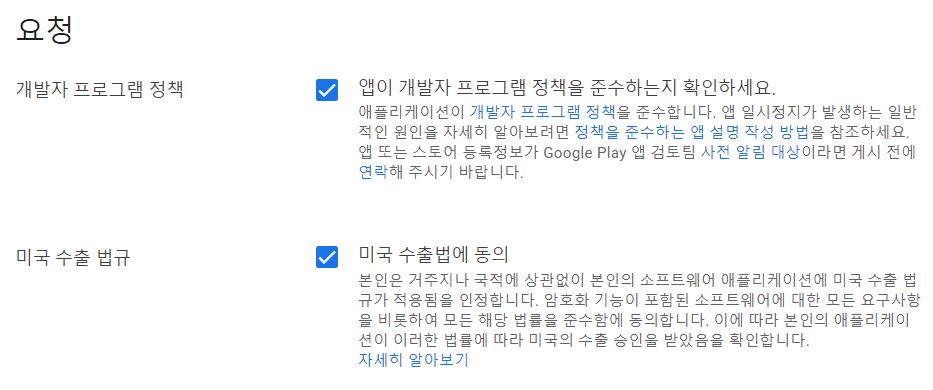 요청
개발자 프로그램 정책
앱이 개발자 프로그램 정책을 준수하는지 확인하세요.
애플리케이션이 개발자 프로그램 정책을 준수합니다. 앱 일시정지가 발생하는 일반
적인 원인을 자세히 알아보려면 정책을 준수하는 앱 설명 작성 방법을 참조하세요.
앱 또는 스토어 등록정보가 Google Play 앱 검토팀 사전 알림 대상이라면 게시 전에
연락해 주시기 바랍니다.
미국 수출 법규
미국 수출법에 동의
본인은 거주지나 국적에 상관없이 본인의 소프트웨어 애플리케이션에 미국 수출 법
규가 적용됨을 인정합니다. 암호화 기능이 포함된 소프트웨어에 대한 모든 요구사항
을 비롯하여 모든 해당 법률을 준수함에 동의합니다. 이에 따라 본인의 애플리케이
션이 이러한 법률에 따라 미국의 수출 승인을 받았음을 확인합니다.
자세히 알아보기